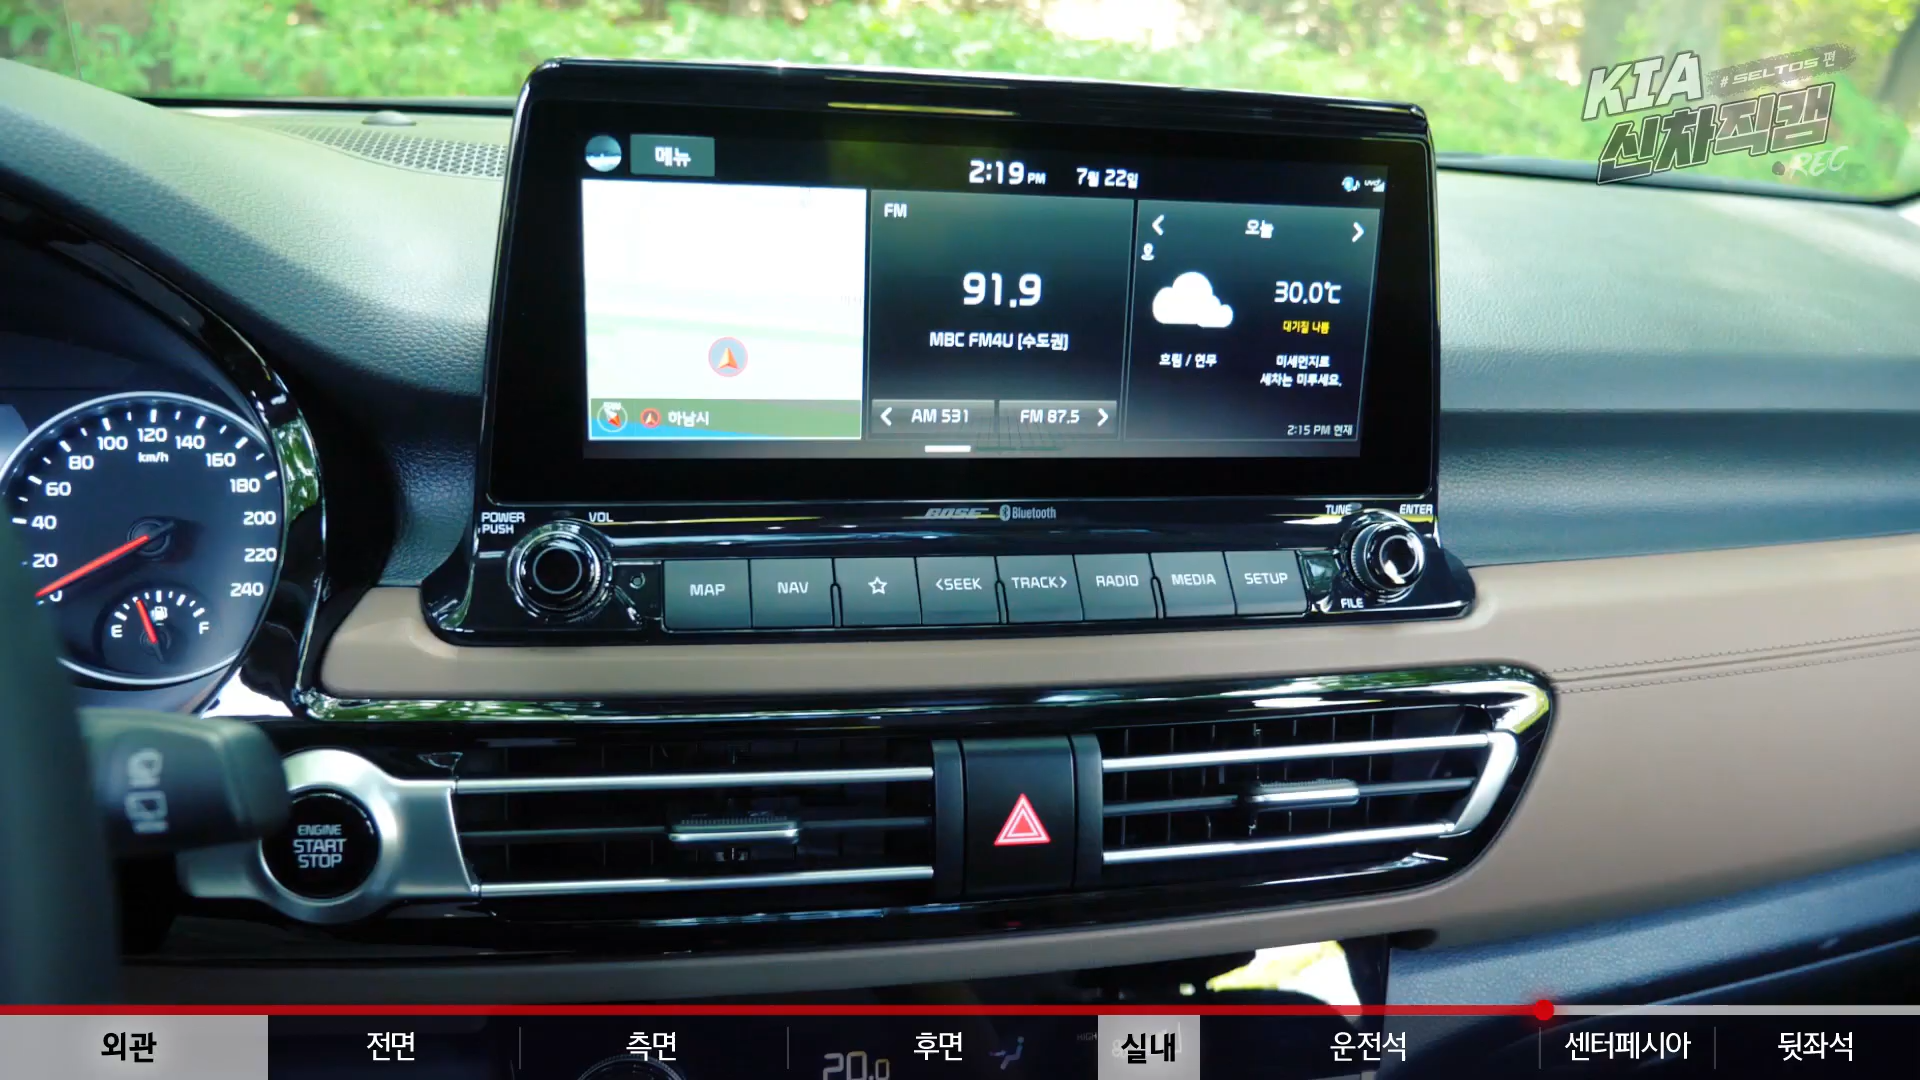 KIA
# SELTOS 편
신차직캠
REC
메뉴
2:19 PM 7월 22일
FM
91.9
MBC FM4U [수도권]
AM 531
FM 87.5
오늘
30.0℃
대기질 나쁨
흐림 / 연무
미세먼지로
세차는 미루세요.
2:15 PM 현재
하남시
POWER
PUSH
VOL
BOSE
Bluetooth
TUNE
ENTER
FILE
MAP
NAV
☆
<SEEK
TRACK>
RADIO
MEDIA
SETUP
0
20
40
60
80
100
120
140
160
180
200
220
240
km/h
E
F
ENGINE
START
STOP
20.0
HIGH
외관
전면
측면
후면
실내
운전석
센터페시아
뒷좌석